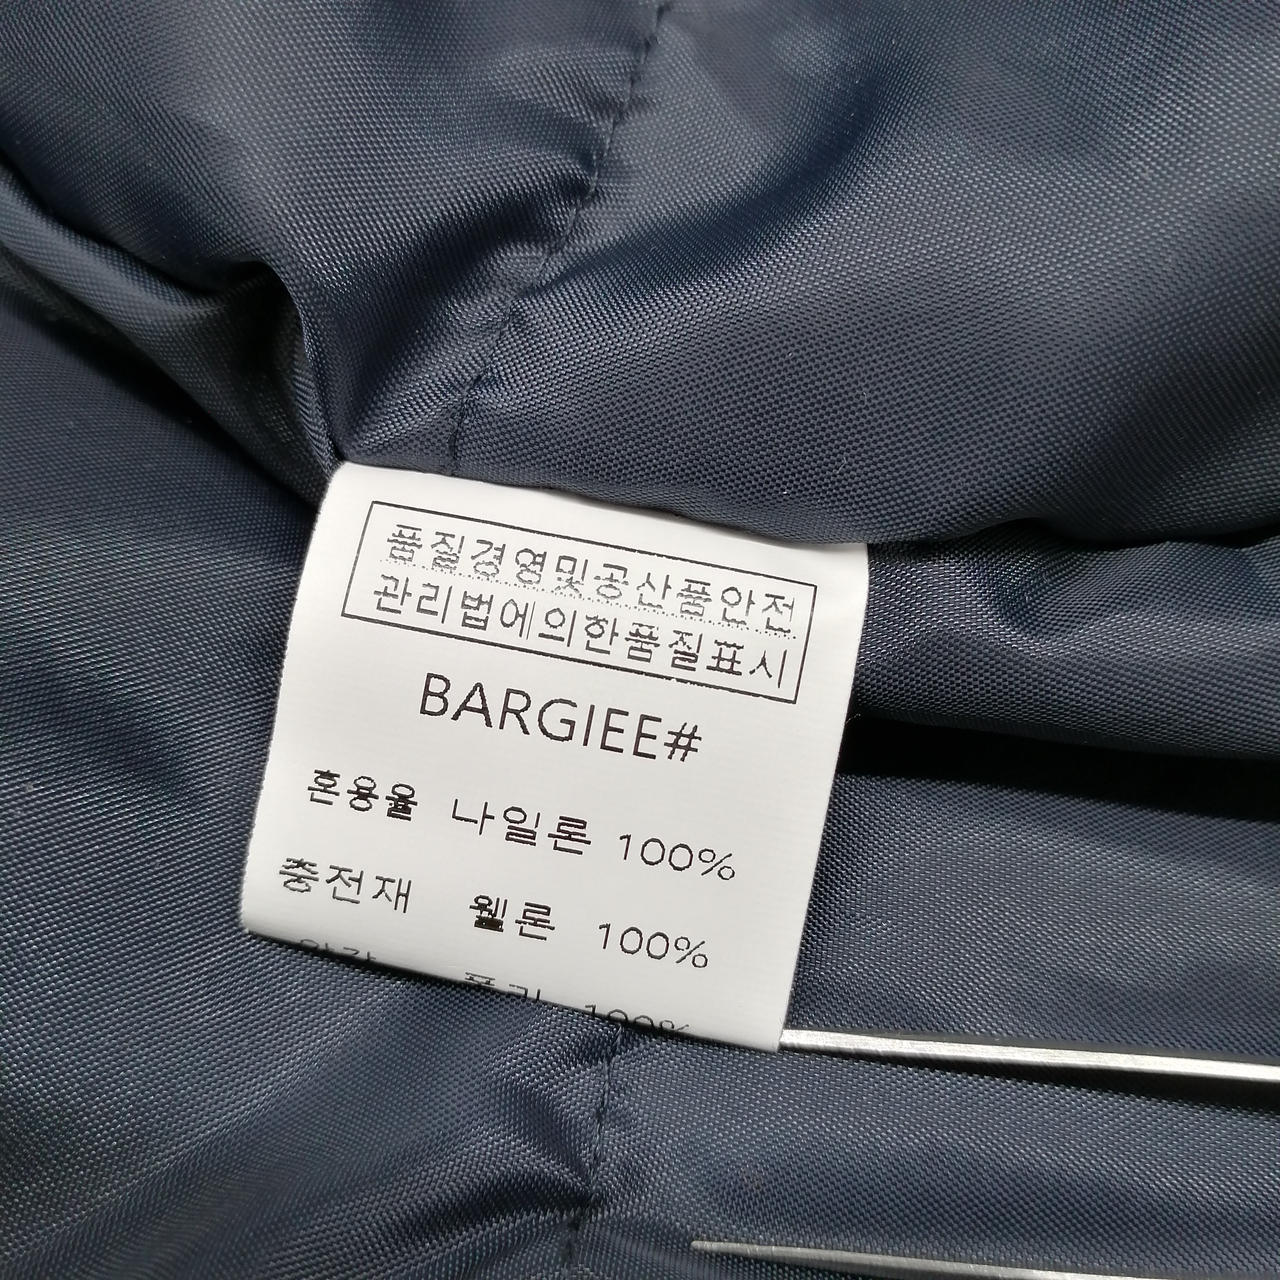 품질경영및공산품안전
관리법에의한품질표시
BARGIEE#
혼용율 나일론 100%
충전재 웰론 100%
100%